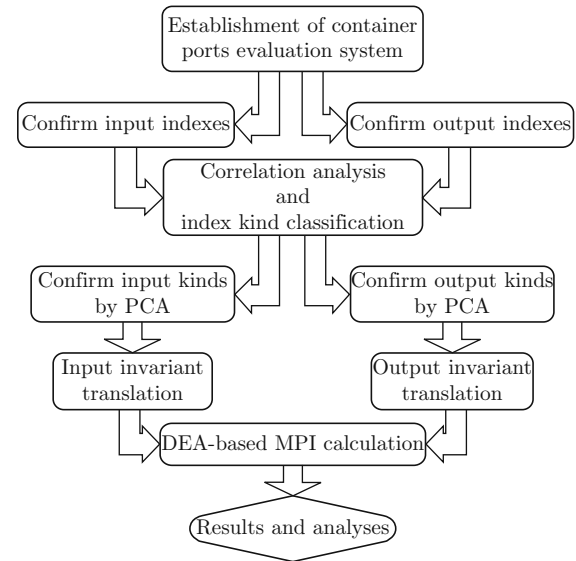 Establishment of container
ports evaluation system
Confirm input indexes
Confirm output indexes
Correlation analysis
and
index kind classification
Confirm input kinds
by PCA
Confirm output kinds
by PCA
Input invariant
translation
Output invariant
translation
DEA-based MPI calculation
Results and analyses